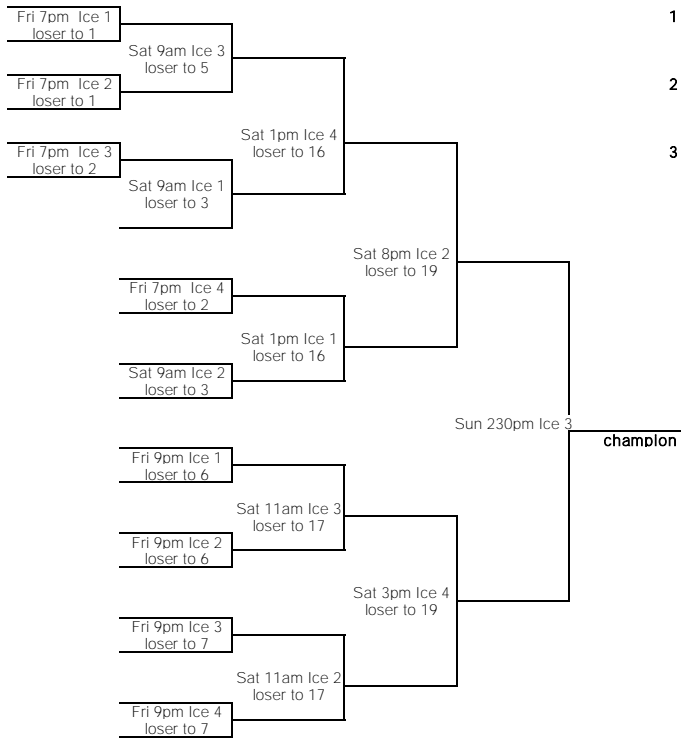 Fri 7pm Ice 1
loser to 1
1
Sat 9am Ice 3
loser to 5
Fri 7pm Ice 2
loser to 1
2
Sat 1pm Ice 4
loser to 16
Fri 7pm Ice 3
loser to 2
3
Sat 9am Ice 1
loser to 3
Sat 8pm Ice 2
loser to 19
Fri 7pm Ice 4
loser to 2
Sat 1pm Ice 1
loser to 16
Sat 9am Ice 2
loser to 3
Sun 230pm Ice 3
champion
Fri 9pm Ice 1
loser to 6
Sat 11am Ice 3
loser to 17
Fri 9pm Ice 2
loser to 6
Sat 3pm Ice 4
loser to 19
Fri 9pm Ice 3
loser to 7
Sat 11am Ice 2
loser to 17
Fri 9pm Ice 4
loser to 7